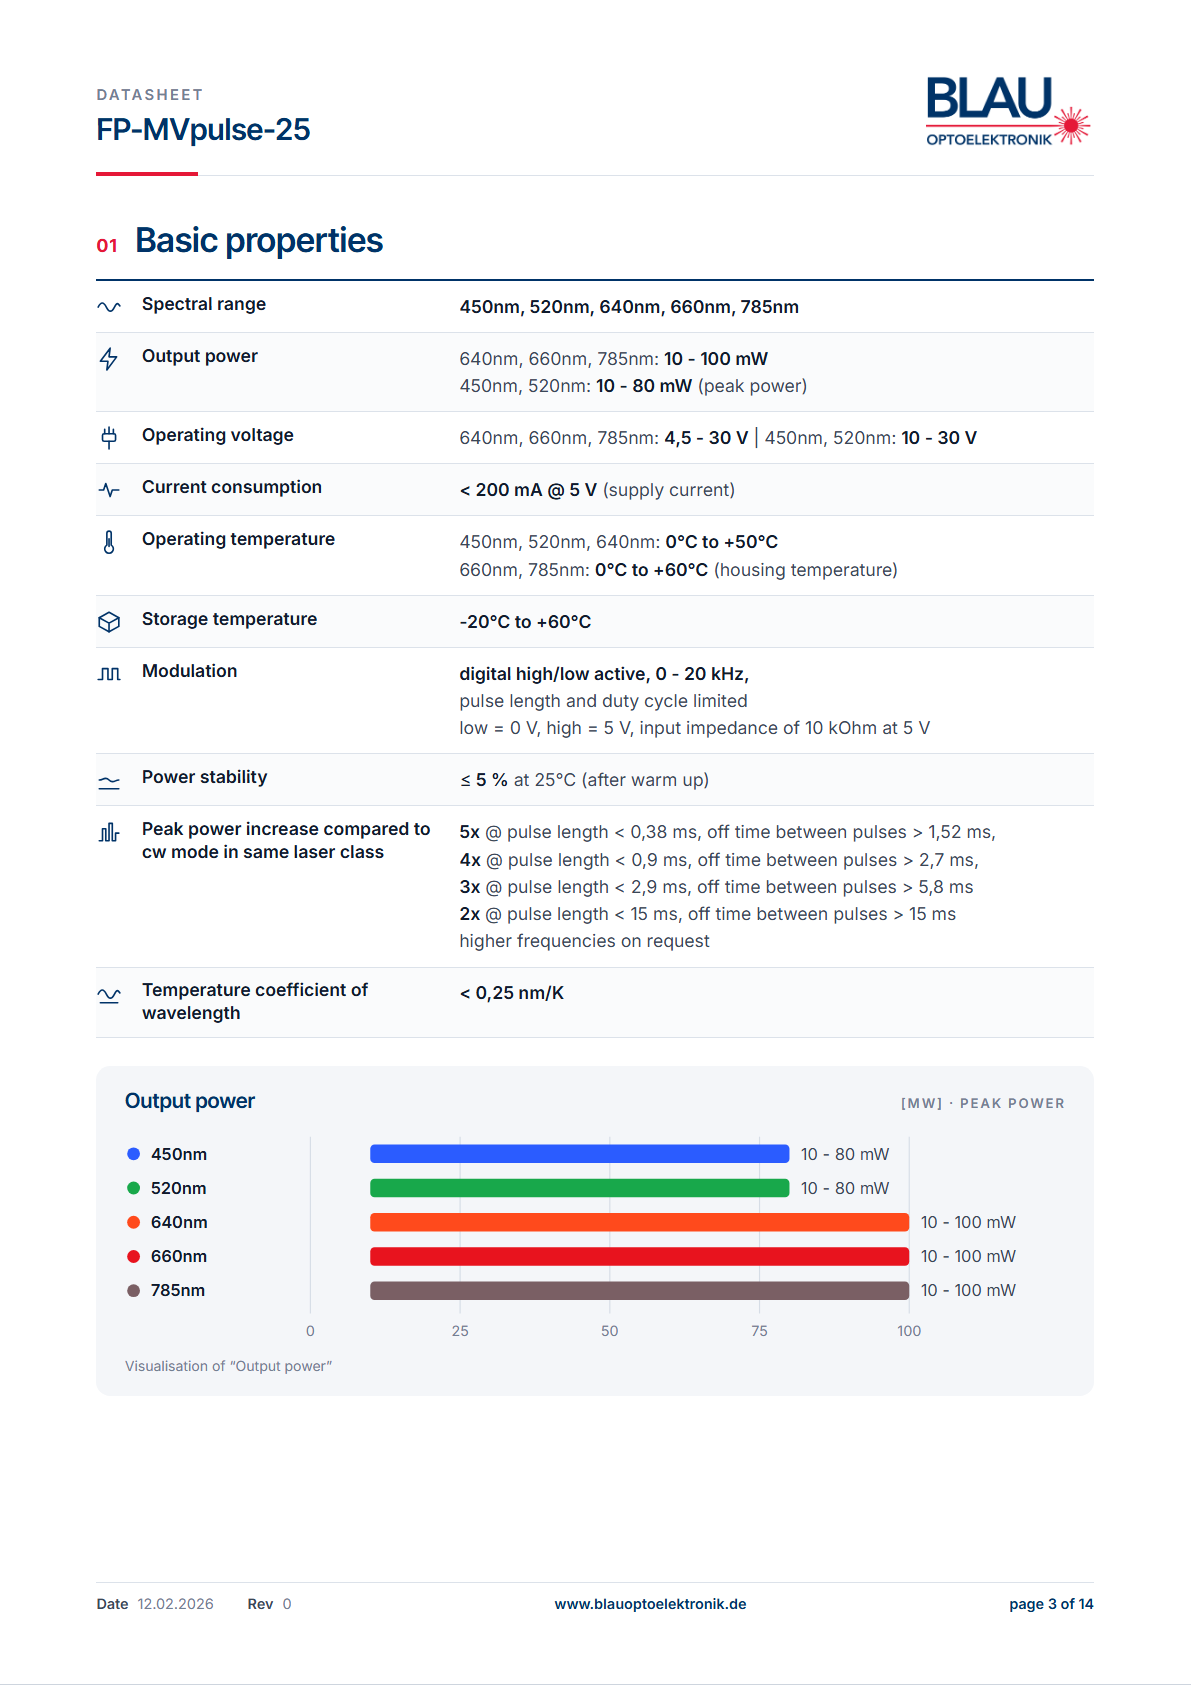 DATASHEET
FP-MVpulse-25
BLAU
OPTOELEKTRONIK
01 Basic properties
Spectral range 450nm, 520nm, 640nm, 660nm, 785nm
Output power 640nm, 660nm, 785nm: 10 - 100 mW
450nm, 520nm: 10 - 80 mW (peak power)
Operating voltage 640nm, 660nm, 785nm: 4,5 - 30 V | 450nm, 520nm: 10 - 30 V
Current consumption < 200 mA @ 5 V (supply current)
Operating temperature 450nm, 520nm, 640nm: 0°C to +50°C
660nm, 785nm: 0°C to +60°C (housing temperature)
Storage temperature -20°C to +60°C
Modulation digital high/low active, 0 - 20 kHz,
pulse length and duty cycle limited
low = 0 V, high = 5 V, input impedance of 10 kOhm at 5 V
Power stability ≤ 5 % at 25°C (after warm up)
Peak power increase compared to 5x @ pulse length < 0,38 ms, off time between pulses > 1,52 ms,
cw mode in same laser class 4x @ pulse length < 0,9 ms, off time between pulses > 2,7 ms,
3x @ pulse length < 2,9 ms, off time between pulses > 5,8 ms
2x @ pulse length < 15 ms, off time between pulses > 15 ms
higher frequencies on request
Temperature coefficient of < 0,25 nm/K
wavelength
Output power [MW] · PEAK POWER
450nm 10 - 80 mW
520nm 10 - 80 mW
640nm 10 - 100 mW
660nm 10 - 100 mW
785nm 10 - 100 mW
0 25 50 75 100
Visualisation of “Output power”
Date 12.02.2026 Rev 0 www.blauoptoelektronik.de page 3 of 14